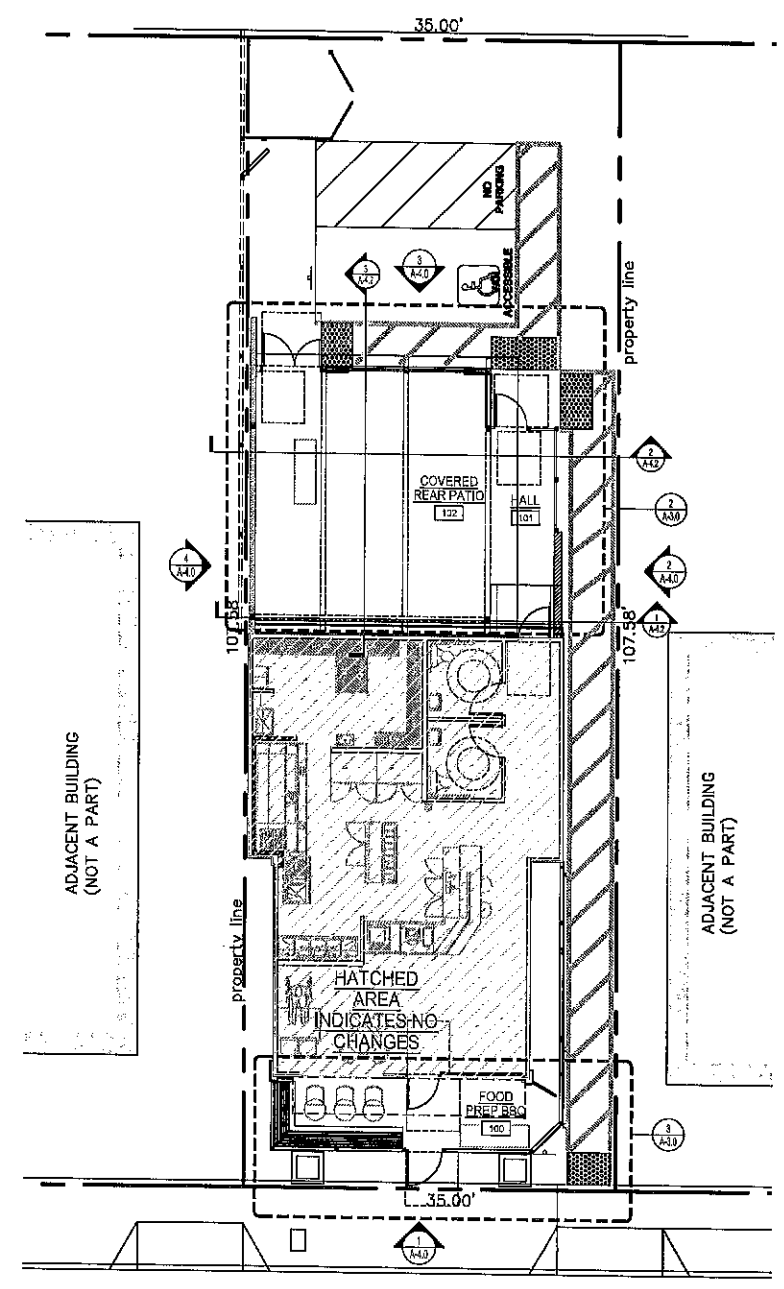 35.00'
NO
PARKING
ACCESSIBLE
3
A-4.2
3
A-4.0
property line
2
A-4.2
COVERED
REAR PATIO
102
HALL
101
2
A-3.0
4
A-4.0
2
A-4.0
1
A-4.2
107.58'
107.58'
ADJACENT BUILDING
(NOT A PART)
ADJACENT BUILDING
(NOT A PART)
property line
HATCHED
AREA
INDICATES NO
CHANGES
FOOD
PREP BBQ
100
3
A-3.0
35.00'
1
A-4.0